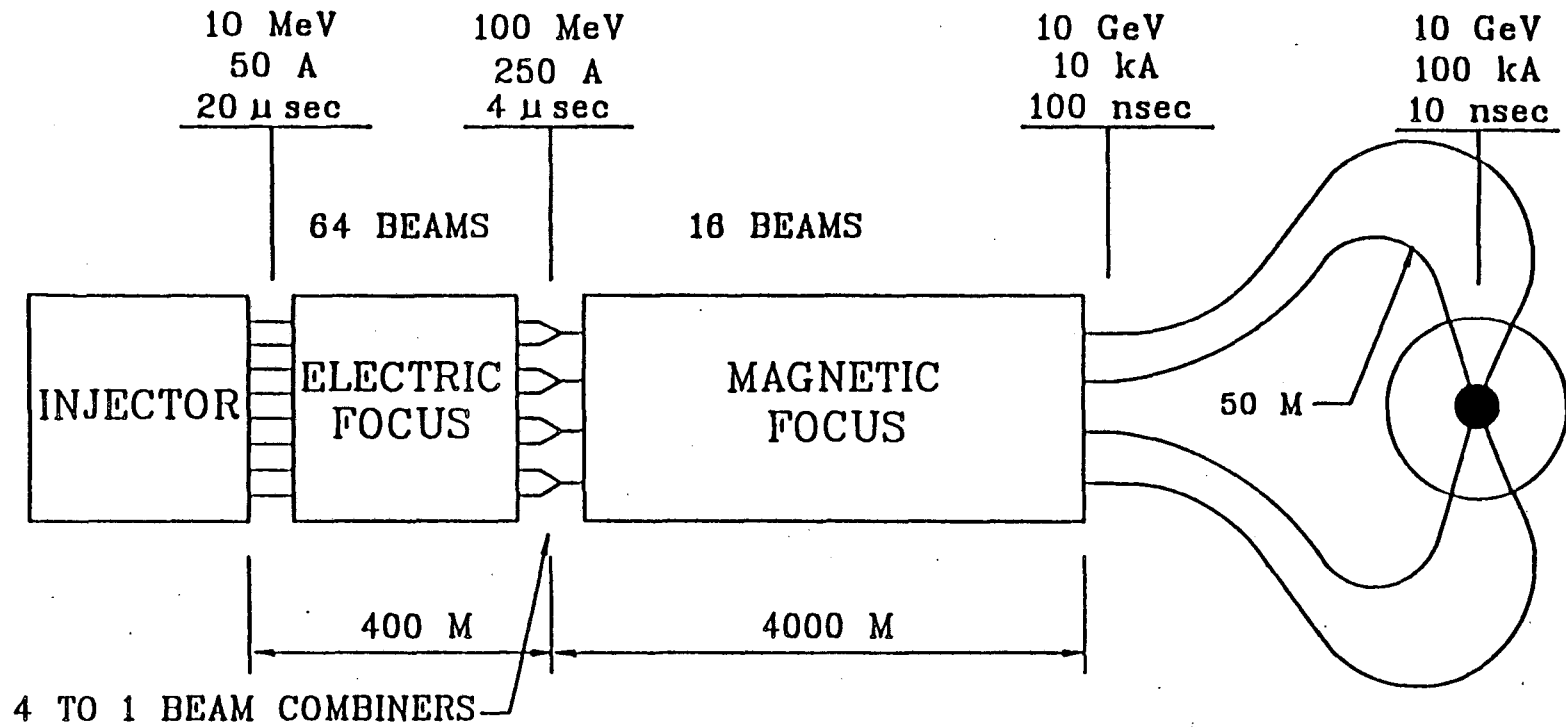 10 MeV
50 A
20 μ sec
100 MeV
250 A
4 μ sec
10 GeV
10 kA
100 nsec
10 GeV
100 kA
10 nsec
64 BEAMS
16 BEAMS
INJECTOR
ELECTRIC
FOCUS
MAGNETIC
FOCUS
50 M
400 M
4000 M
4 TO 1 BEAM COMBINERS